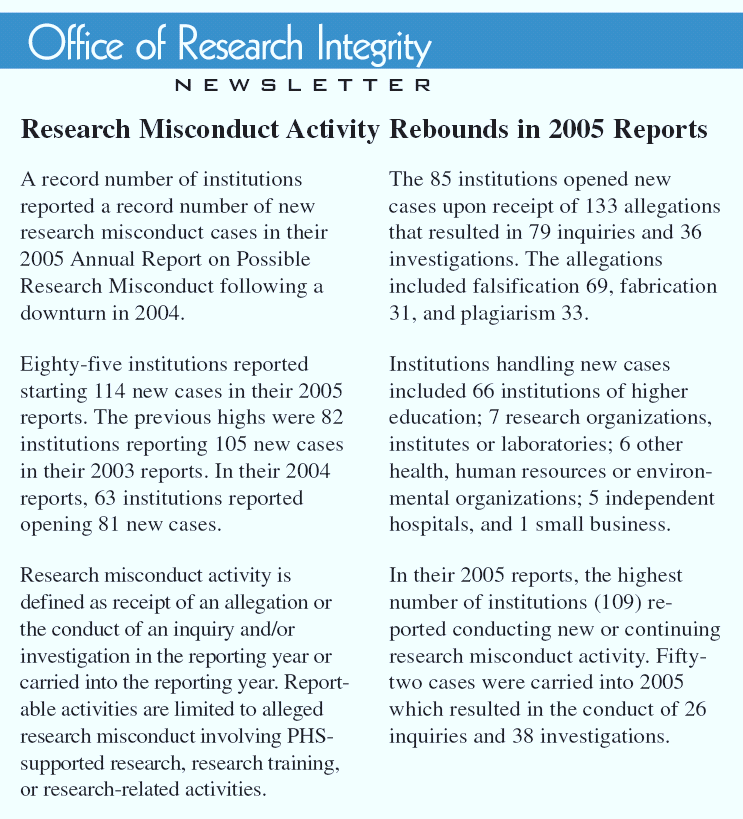 Office of Research Integrity
NEWSLETTER
Research Misconduct Activity Rebounds in 2005 Reports
A record number of institutions
reported a record number of new
research misconduct cases in their
2005 Annual Report on Possible
Research Misconduct following a
downturn in 2004.
Eighty-five institutions reported
starting 114 new cases in their 2005
reports. The previous highs were 82
institutions reporting 105 new cases
in their 2003 reports. In their 2004
reports, 63 institutions reported
opening 81 new cases.
Research misconduct activity is
defined as receipt of an allegation or
the conduct of an inquiry and/or
investigation in the reporting year or
carried into the reporting year. Report-
able activities are limited to alleged
research misconduct involving PHS-
supported research, research training,
or research-related activities.
The 85 institutions opened new
cases upon receipt of 133 allegations
that resulted in 79 inquiries and 36
investigations. The allegations
included falsification 69, fabrication
31, and plagiarism 33.
Institutions handling new cases
included 66 institutions of higher
education; 7 research organizations,
institutes or laboratories; 6 other
health, human resources or environ-
mental organizations; 5 independent
hospitals, and 1 small business.
In their 2005 reports, the highest
number of institutions (109) re-
ported conducting new or continuing
research misconduct activity. Fifty-
two cases were carried into 2005
which resulted in the conduct of 26
inquiries and 38 investigations.